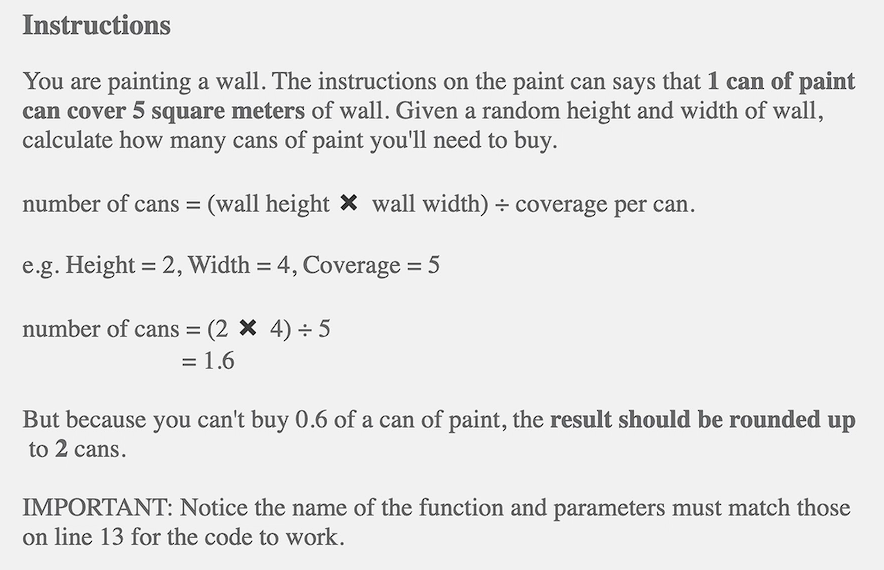 Instructions
You are painting a wall. The instructions on the paint can says that 1 can of paint
can cover 5 square meters of wall. Given a random height and width of wall,
calculate how many cans of paint you'll need to buy.
number of cans = (wall height ✖ wall width) ÷ coverage per can.
e.g. Height = 2, Width = 4, Coverage = 5
number of cans = (2 ✖ 4) ÷ 5
= 1.6
But because you can't buy 0.6 of a can of paint, the result should be rounded up
to 2 cans.
IMPORTANT: Notice the name of the function and parameters must match those
on line 13 for the code to work.